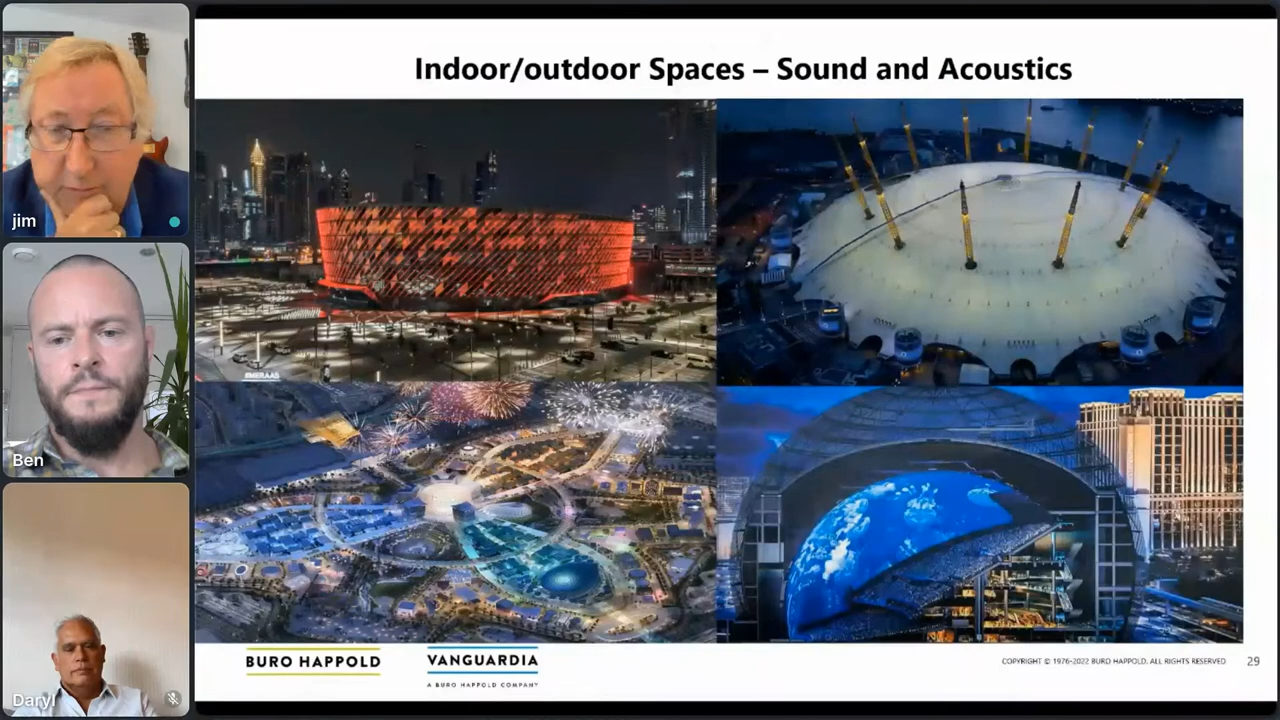 Indoor/outdoor Spaces – Sound and Acoustics
jim
Ben
Daryl
MERAAS
BURO HAPPOLD
VANGUARDIA
A BURO HAPPOLD COMPANY
COPYRIGHT © 1976-2022 BURO HAPPOLD. ALL RIGHTS RESERVED
29